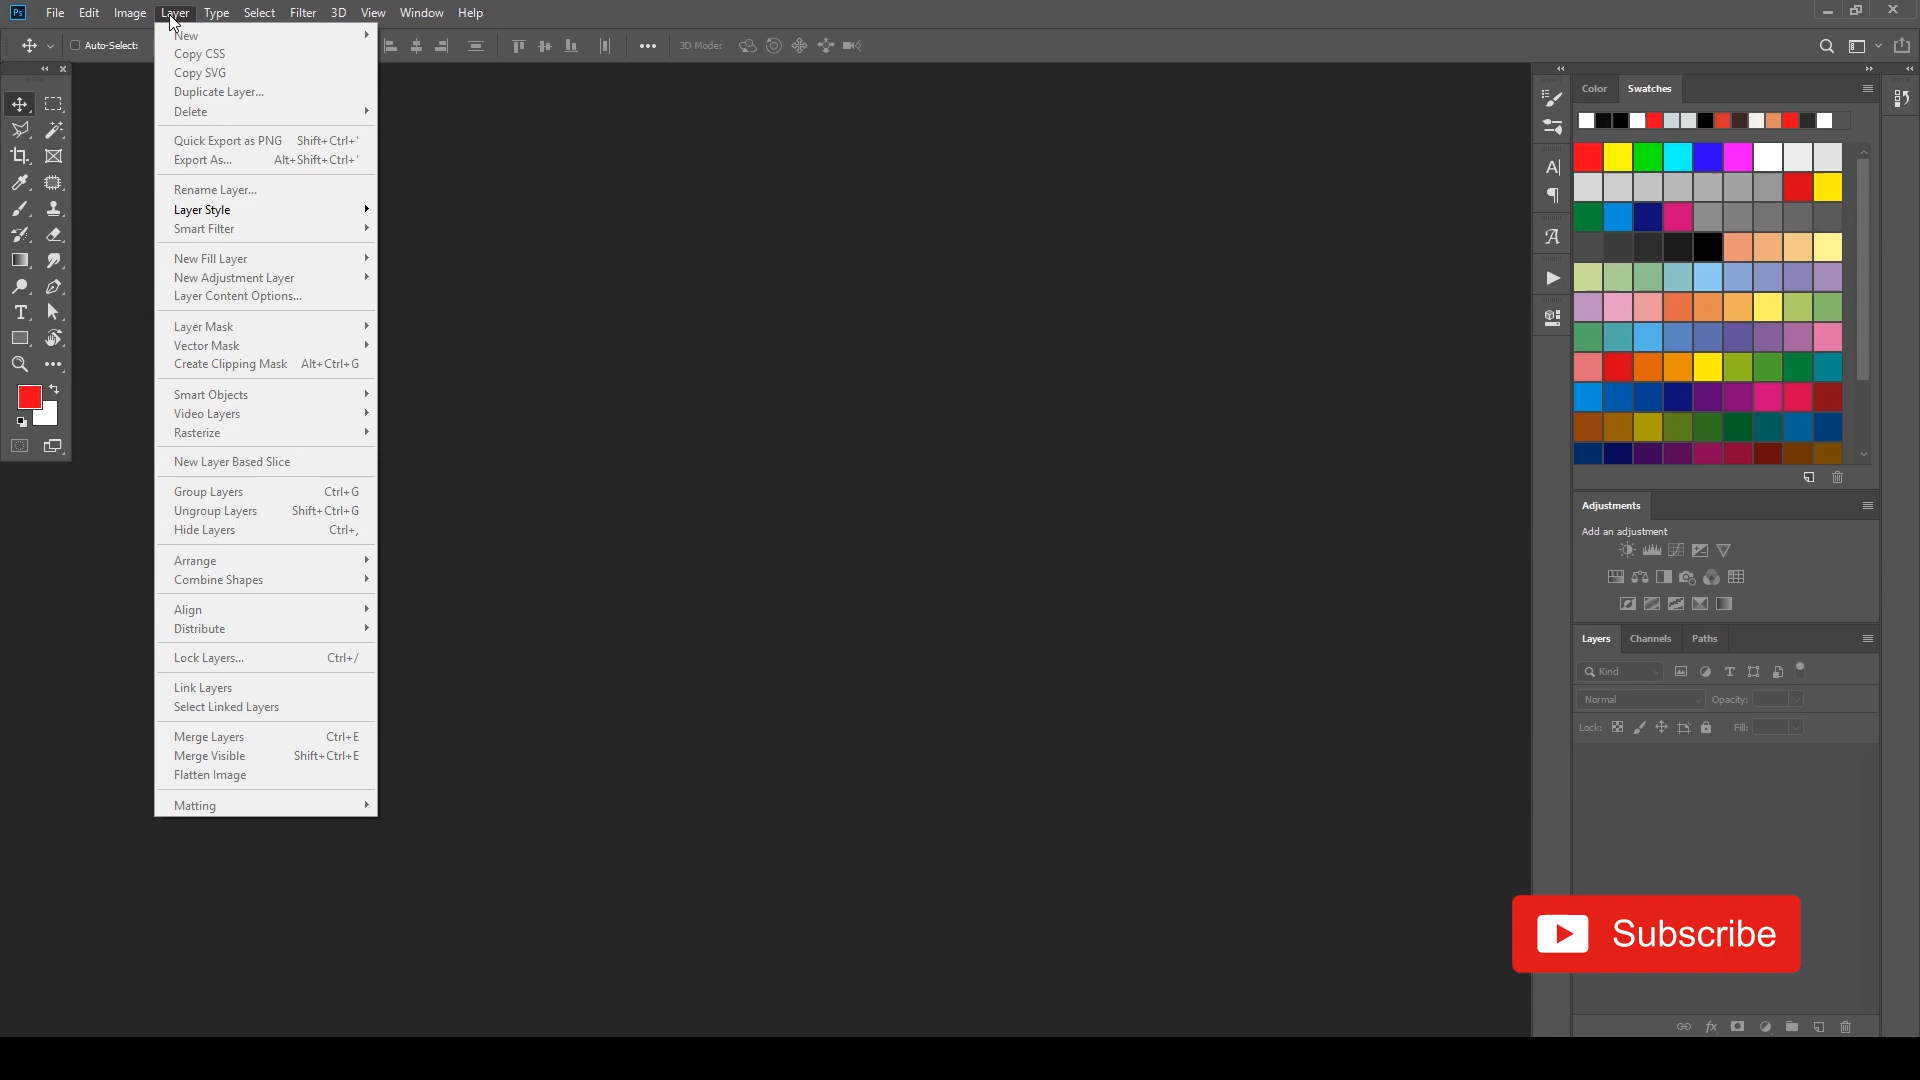 Ps File Edit Image Layer Type Select Filter 3D View Window Help
Auto-Select: 3D Mode:
New
Copy CSS
Copy SVG
Duplicate Layer...
Delete
Quick Export as PNG Shift+Ctrl+'
Export As... Alt+Shift+Ctrl+'
Rename Layer...
Layer Style
Smart Filter
New Fill Layer
New Adjustment Layer
Layer Content Options...
Layer Mask
Vector Mask
Create Clipping Mask Alt+Ctrl+G
Smart Objects
Video Layers
Rasterize
New Layer Based Slice
Group Layers Ctrl+G
Ungroup Layers Shift+Ctrl+G
Hide Layers Ctrl+,
Arrange
Combine Shapes
Align
Distribute
Lock Layers... Ctrl+/
Link Layers
Select Linked Layers
Merge Layers Ctrl+E
Merge Visible Shift+Ctrl+E
Flatten Image
Matting
Color Swatches
Adjustments
Add an adjustment
Layers Channels Paths
Kind
Normal Opacity:
Lock: Fill:
Subscribe